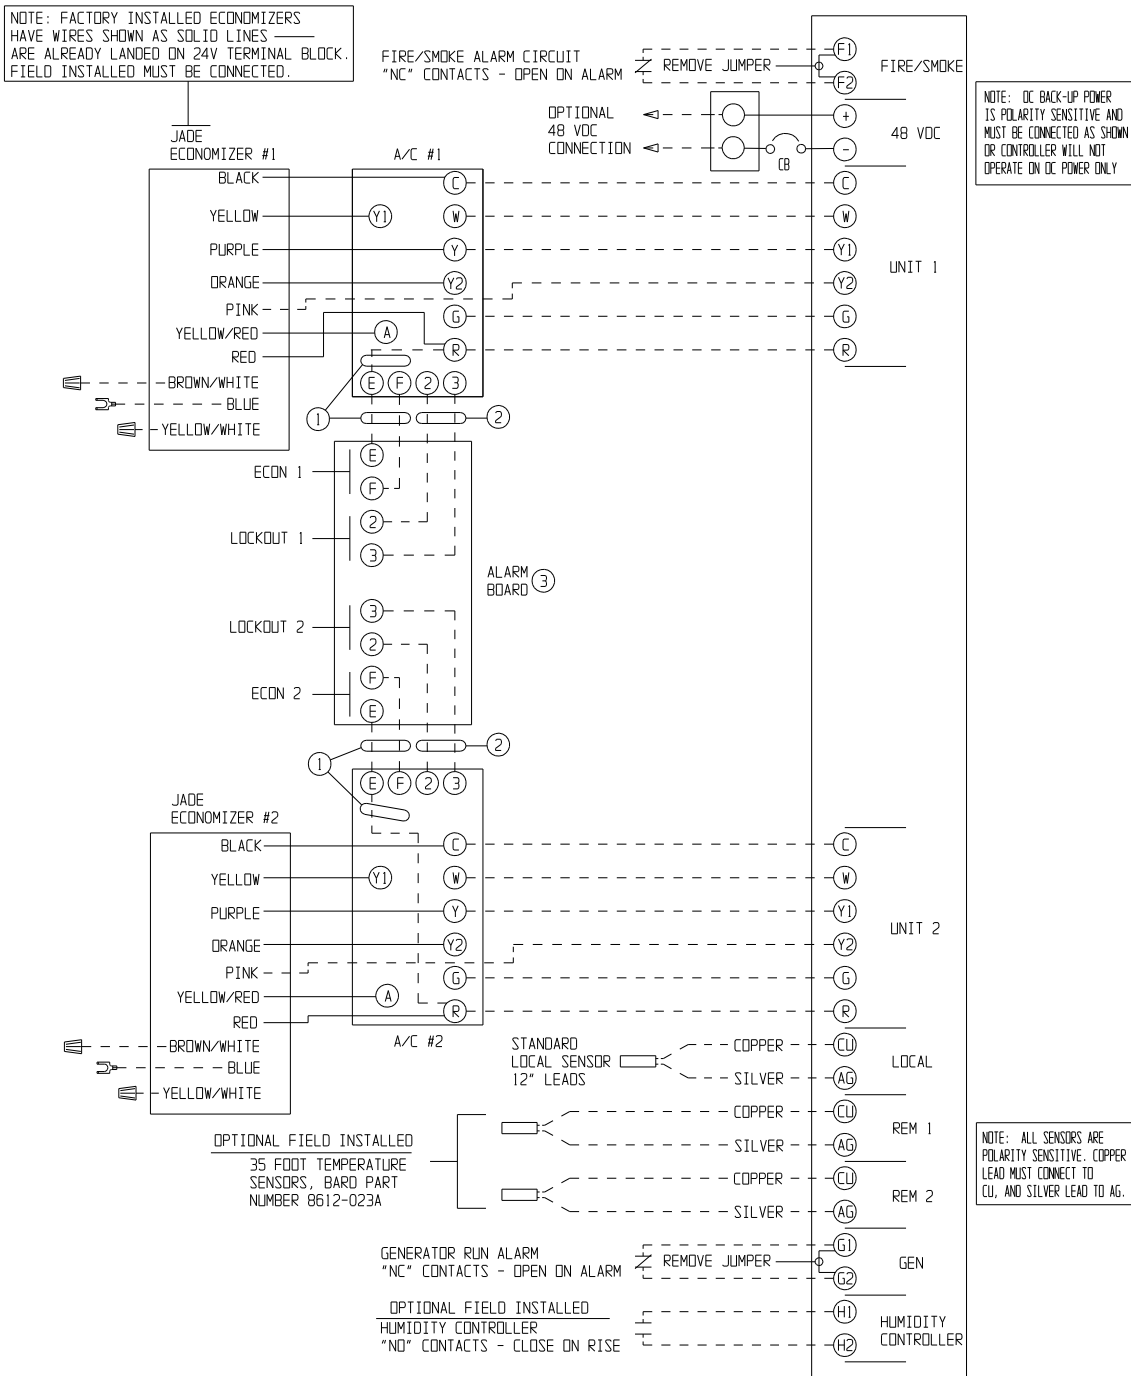 NOTE: FACTORY INSTALLED ECONOMIZERS
HAVE WIRES SHOWN AS SOLID LINES
ARE ALREADY LANDED ON 24V TERMINAL BLOCK.
FIELD INSTALLED MUST BE CONNECTED.
FIRE/SMOKE ALARM CIRCUIT
"NC" CONTACTS - OPEN ON ALARM
REMOVE JUMPER
F1
F2
FIRE/SMOKE
OPTIONAL
48 VDC
CONNECTION
CB
+
-
48 VDC
NOTE: DC BACK-UP POWER
IS POLARITY SENSITIVE AND
MUST BE CONNECTED AS SHOWN
OR CONTROLLER WILL NOT
OPERATE ON DC POWER ONLY
JADE
ECONOMIZER #1
BLACK
YELLOW
PURPLE
ORANGE
PINK
YELLOW/RED
RED
BROWN/WHITE
BLUE
YELLOW/WHITE
A/C #1
C
Y1
W
Y
Y2
G
A
R
E
F
2
3
C
W
Y1
Y2
G
R
UNIT 1
1
2
ECON 1
E
F
LOCKOUT 1
2
3
ALARM
BOARD
3
LOCKOUT 2
3
2
ECON 2
F
E
1
2
E
F
2
3
JADE
ECONOMIZER #2
BLACK
YELLOW
PURPLE
ORANGE
PINK
YELLOW/RED
RED
BROWN/WHITE
BLUE
YELLOW/WHITE
C
Y1
W
Y
Y2
G
A
R
A/C #2
C
W
Y1
Y2
G
R
UNIT 2
STANDARD
LOCAL SENSOR
12" LEADS
COPPER
SILVER
CU
AG
LOCAL
OPTIONAL FIELD INSTALLED
35 FOOT TEMPERATURE
SENSORS, BARD PART
NUMBER 8612-023A
COPPER
SILVER
CU
AG
REM 1
COPPER
SILVER
CU
AG
REM 2
NOTE: ALL SENSORS ARE
POLARITY SENSITIVE. COPPER
LEAD MUST CONNECT TO
CU, AND SILVER LEAD TO AG.
GENERATOR RUN ALARM
"NC" CONTACTS - OPEN ON ALARM
REMOVE JUMPER
G1
G2
GEN
OPTIONAL FIELD INSTALLED
HUMIDITY CONTROLLER
"NO" CONTACTS - CLOSE ON RISE
H1
H2
HUMIDITY
CONTROLLER